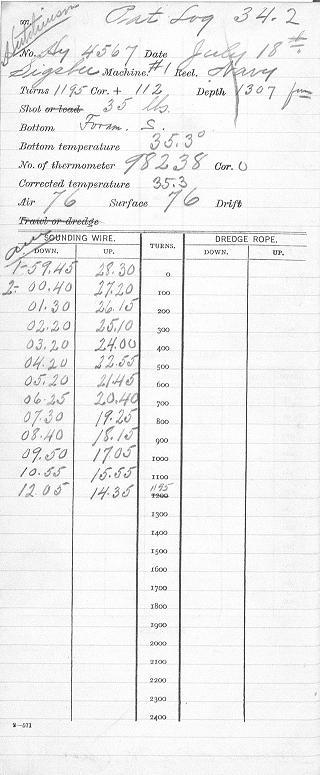 Hutchinson
507.
Pat Log 34.2
No. Hy 4567 Date July 18th.
Sigsbee Machine. #1 Reel. Navy
Turns 1195 Cor. + 112 Depth 1307 fm
Shot or lead 35 lbs.
Bottom Foram. S.
Bottom temperature 35.3°
No. of thermometer 98238 Cor. 0
Corrected temperature 35.3
Air 76 Surface 76 Drift
Trawl or dredge
SOUNDING WIRE. TURNS. DREDGE ROPE.
DOWN. UP. DOWN. UP.
1-59.45 28.30 0
2-00.40 27.20 100
01.30 26.15 200
02.20 25.10 300
03.20 24.00 400
04.20 22.55 500
05.20 21.45 600
06.25 20.40 700
07.30 19.25 800
08.40 18.15 900
09.50 17.05 1000
10.55 15.55 1100
12.05 14.35 1195 1200
1300
1400
1500
1600
1700
1800
1900
2000
2100
2200
2300
2400
2—571